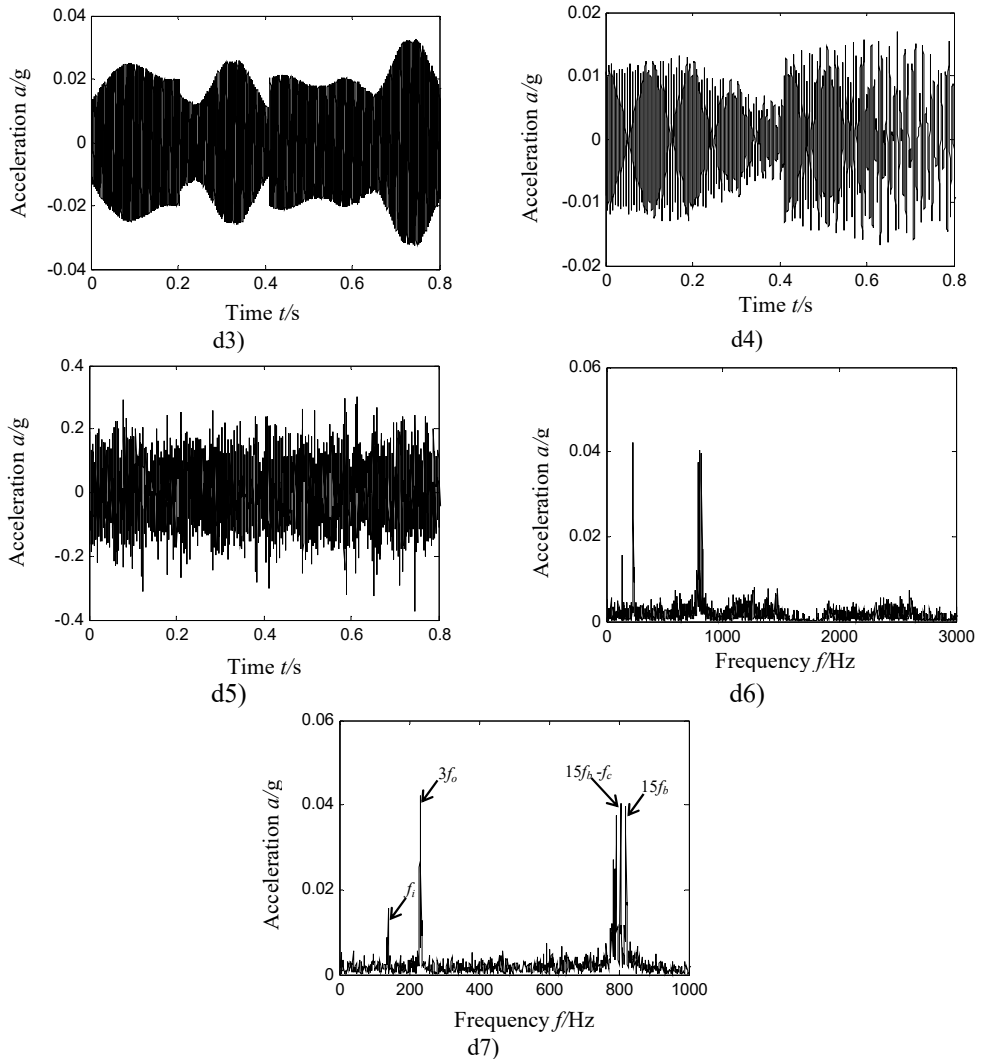 0.04
0.02
0
-0.02
-0.04
Acceleration a/g
0 0.2 0.4 0.6 0.8
Time t/s
d3)
0.02
0.01
0
-0.01
-0.02
Acceleration a/g
0 0.2 0.4 0.6 0.8
Time t/s
d4)
0.4
0.2
0
-0.2
-0.4
Acceleration a/g
0 0.2 0.4 0.6 0.8
Time t/s
d5)
0.06
0.04
0.02
0
Acceleration a/g
0 1000 2000 3000
Frequency f/Hz
d6)
0.06
0.04
0.02
0
Acceleration a/g
3fo
15fb -fc
15fb
fi
0 200 400 600 800 1000
Frequency f/Hz
d7)